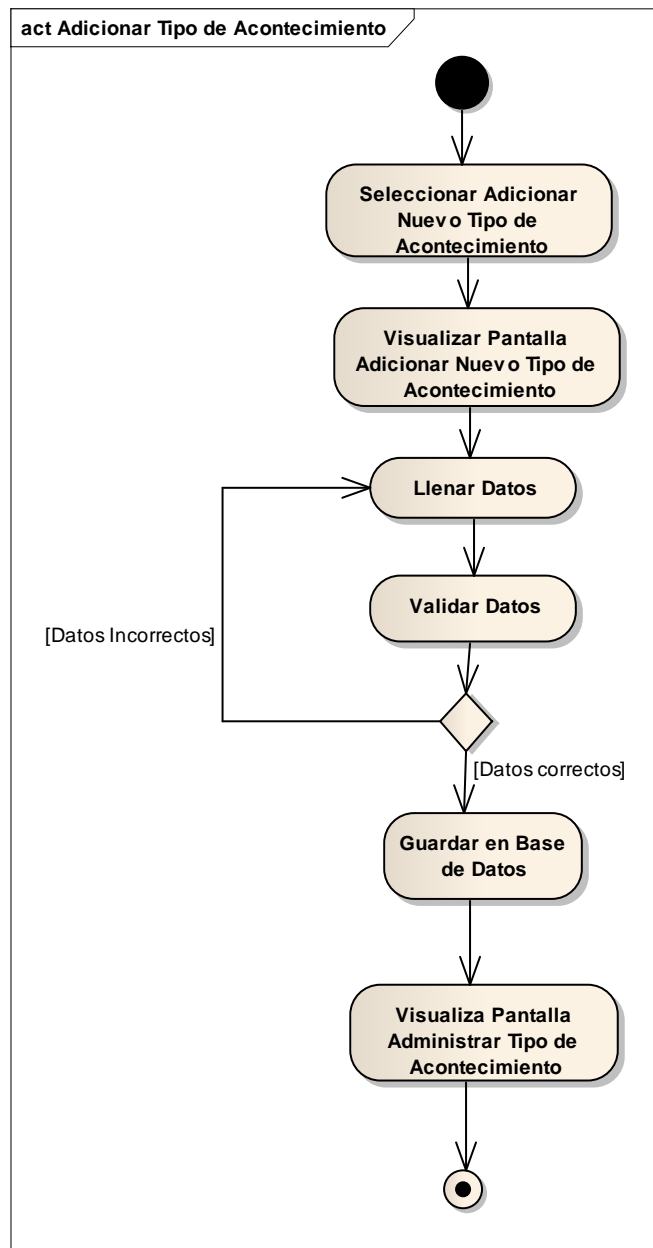 act Adicionar Tipo de Acontecimiento
Seleccionar Adicionar
Nuevo Tipo de
Acontecimiento
Visualizar Pantalla
Adicionar Nuevo Tipo de
Acontecimiento
Llenar Datos
Validar Datos
[Datos Incorrectos]
[Datos correctos]
Guardar en Base
de Datos
Visualiza Pantalla
Administrar Tipo de
Acontecimiento